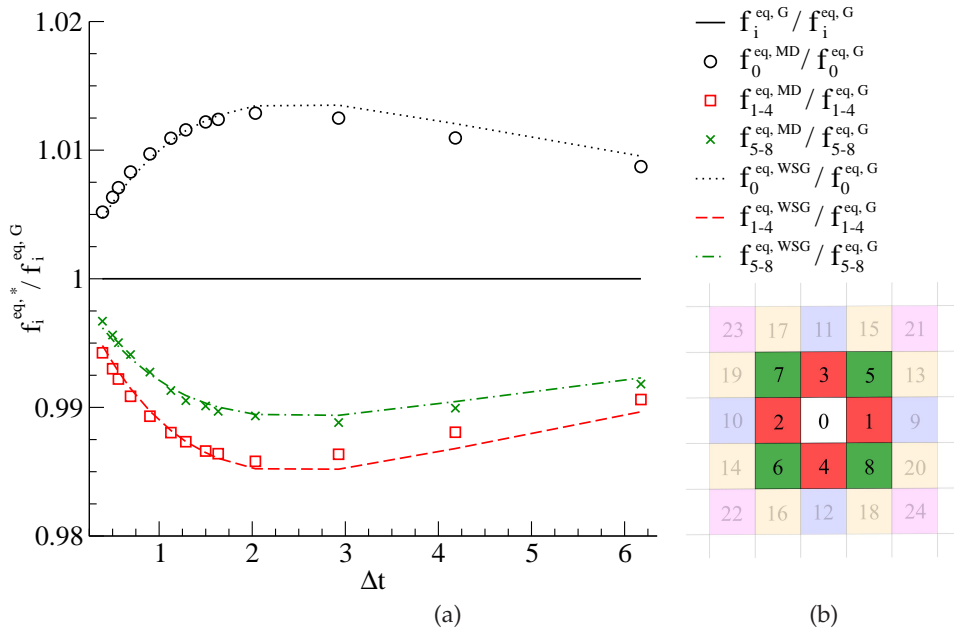 1.02
1.01
1
0.99
0.98
f_i^{eq, *} / f_i^{eq, G}
1 2 3 4 5 6
Δt
(a)
f_i^{eq, G} / f_i^{eq, G}
f_0^{eq, MD} / f_0^{eq, G}
f_{1-4}^{eq, MD} / f_{1-4}^{eq, G}
f_{5-8}^{eq, MD} / f_{5-8}^{eq, G}
f_0^{eq, WSG} / f_0^{eq, G}
f_{1-4}^{eq, WSG} / f_{1-4}^{eq, G}
f_{5-8}^{eq, WSG} / f_{5-8}^{eq, G}
23 17 11 15 21
19 7 3 5 13
10 2 0 1 9
14 6 4 8 20
22 16 12 18 24
(b)